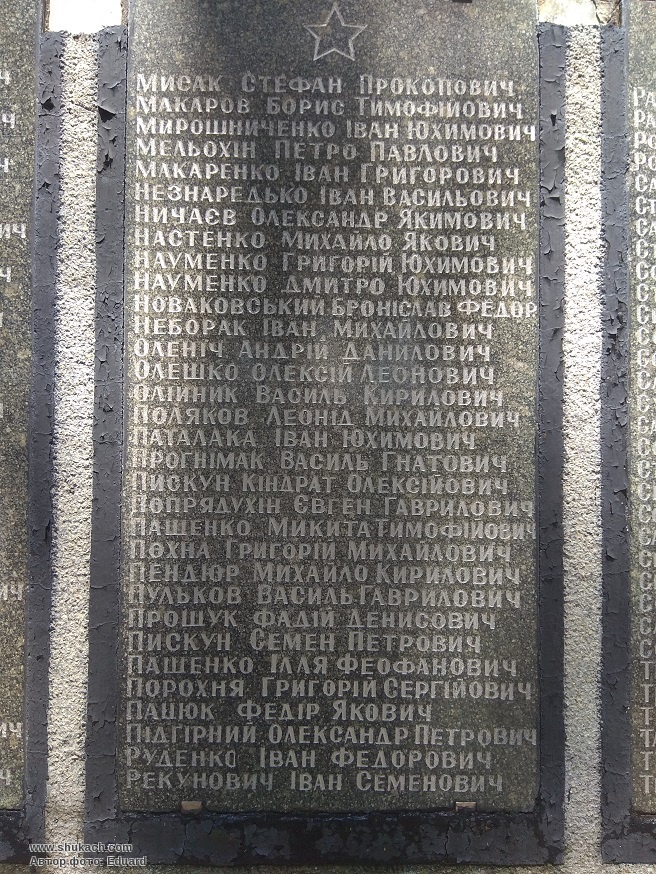 МИСАК СТЕФАН ПРОКОПОВИЧ
МАКАРОВ БОРИС ТИМОФІЙОВИЧ
МИРОШНИЧЕНКО ІВАН ЮХИМОВИЧ
МЕЛЬОХІН ПЕТРО ПАВЛОВИЧ
МАКАРЕНКО ІВАН ГРИГОРОВИЧ
НЕЗНАРЕДЬКО ІВАН ВАСИЛЬОВИЧ
НИЧАЄВ ОЛЕКСАНДР ЯКИМОВИЧ
НАСТЕНКО МИХАЙЛО ЯКОВИЧ
НАУМЕНКО ГРИГОРІЙ ЮХИМОВИЧ
НАУМЕНКО ДМИТРО ЮХИМОВИЧ
НОВАКОВСЬКИЙ БРОНІСЛАВ ФЕДОР
НЕБОРАК ІВАН МИХАЙЛОВИЧ
ОЛЕНІЧ АНДРІЙ ДАНИЛОВИЧ
ОЛЕШКО ОЛЕКСІЙ ЛЕОНОВИЧ
ОЛІЙНИК ВАСИЛЬ КИРИЛОВИЧ
ПОЛЯКОВ ЛЕОНІД МИХАЙЛОВИЧ
ПАТАЛАКА ІВАН ЮХИМОВИЧ
ПРОГНІМАК ВАСИЛЬ ГНАТОВИЧ
ПИСКУН КІНДРАТ ОЛЕКСІЙОВИЧ
ПОПРЯДУХІН ЄВГЕН ГАВРИЛОВИЧ
ПАЩЕНКО МИКИТА ТИМОФІЙОВИЧ
ПОХНА ГРИГОРІЙ МИХАЙЛОВИЧ
ПЕНДЮР МИХАЙЛО КИРИЛОВИЧ
ПУЛЬКОВ ВАСИЛЬ ГАВРИЛОВИЧ
ПРОЩУК ФАДІЙ ДЕНИСОВИЧ
ПИСКУН СЕМЕН ПЕТРОВИЧ
ПАЩЕНКО ІЛЛЯ ФЕОФАНОВИЧ
ПОРОХНЯ ГРИГОРІЙ СЕРГІЙОВИЧ
ПАЦЮК ФЕДІР ЯКОВИЧ
ПІДГІРНИЙ ОЛЕКСАНДР ПЕТРОВИЧ
РУДЕНКО ІВАН ФЕДОРОВИЧ
РЕКУНОВИЧ ІВАН СЕМЕНОВИЧ
www.shukach.com
Автор фото: Eduard